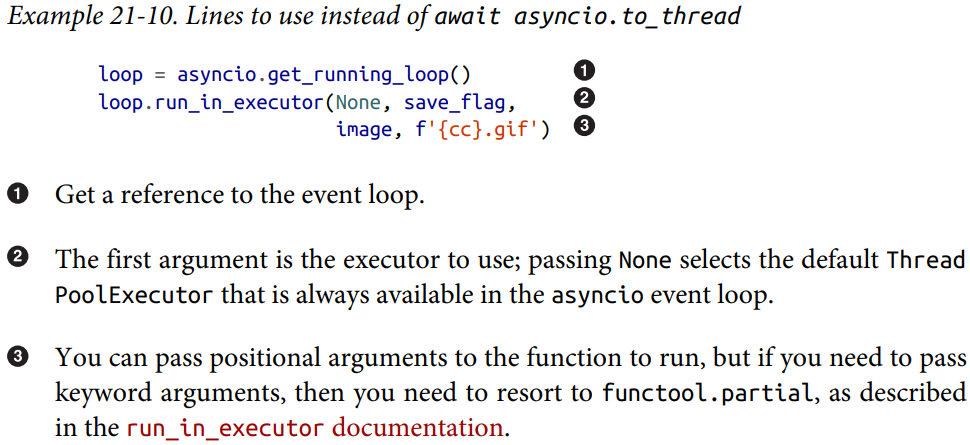 Example 21-10. Lines to use instead of await asyncio.to_thread
loop = asyncio.get_running_loop() ❶
loop.run_in_executor(None, save_flag, ❷
image, f'{cc}.gif') ❸
❶ Get a reference to the event loop.
❷ The first argument is the executor to use; passing None selects the default Thread
PoolExecutor that is always available in the asyncio event loop.
❸ You can pass positional arguments to the function to run, but if you need to pass
keyword arguments, then you need to resort to functool.partial, as described
in the run_in_executor documentation.